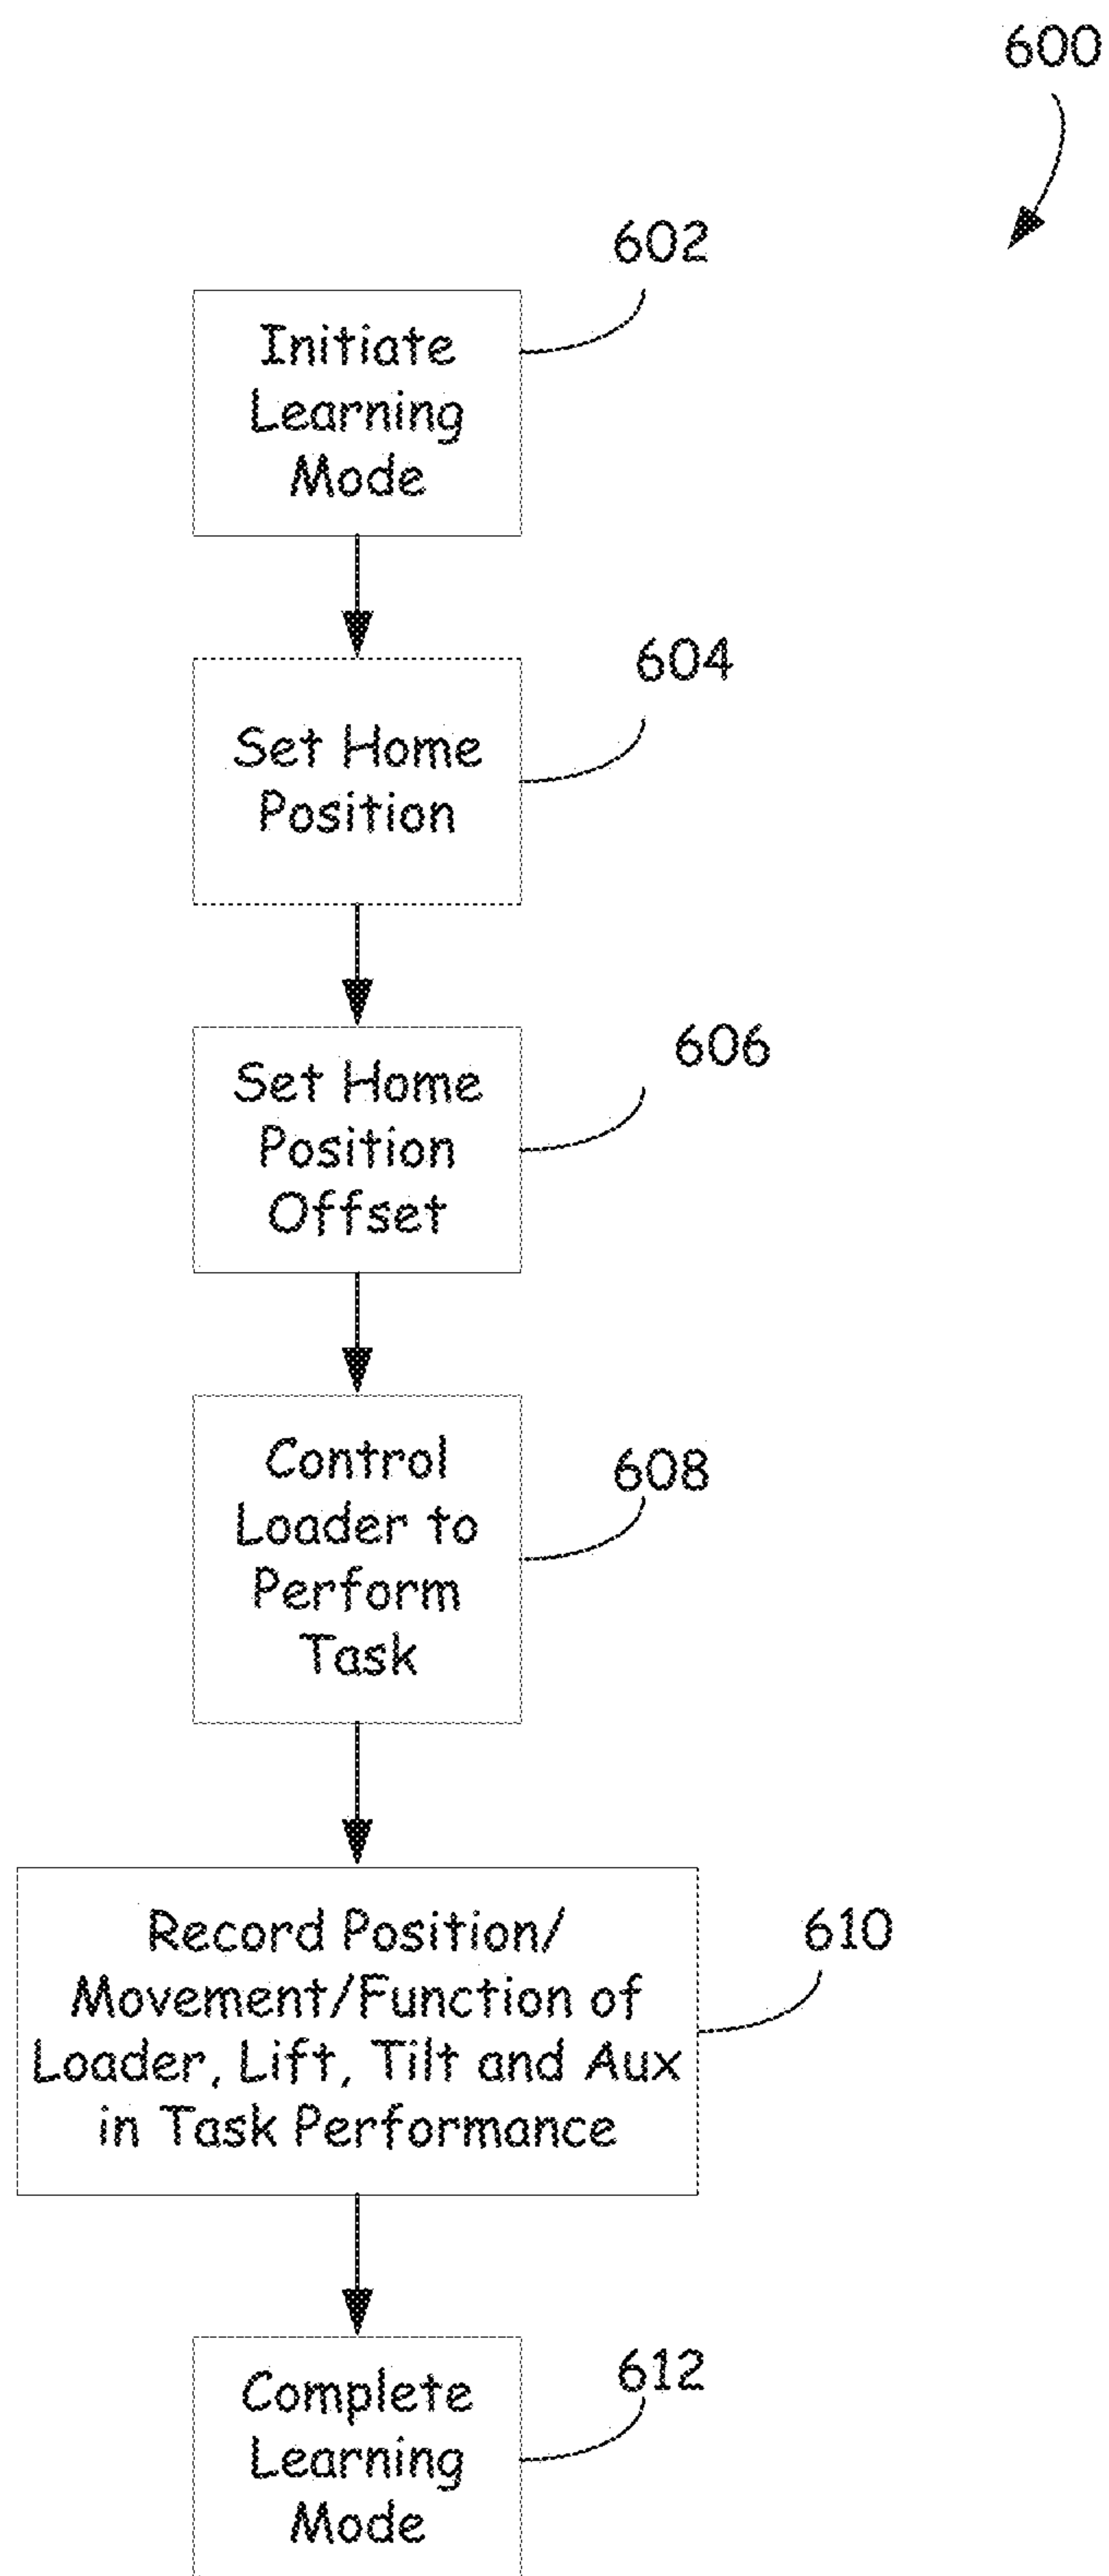 600
602
Initiate
Learning
Mode
604
Set Home
Position
606
Set Home
Position
Offset
608
Control
Loader to
Perform
Task
610
Record Position/
Movement/Function of
Loader, Lift, Tilt and Aux
in Task Performance
612
Complete
Learning
Mode